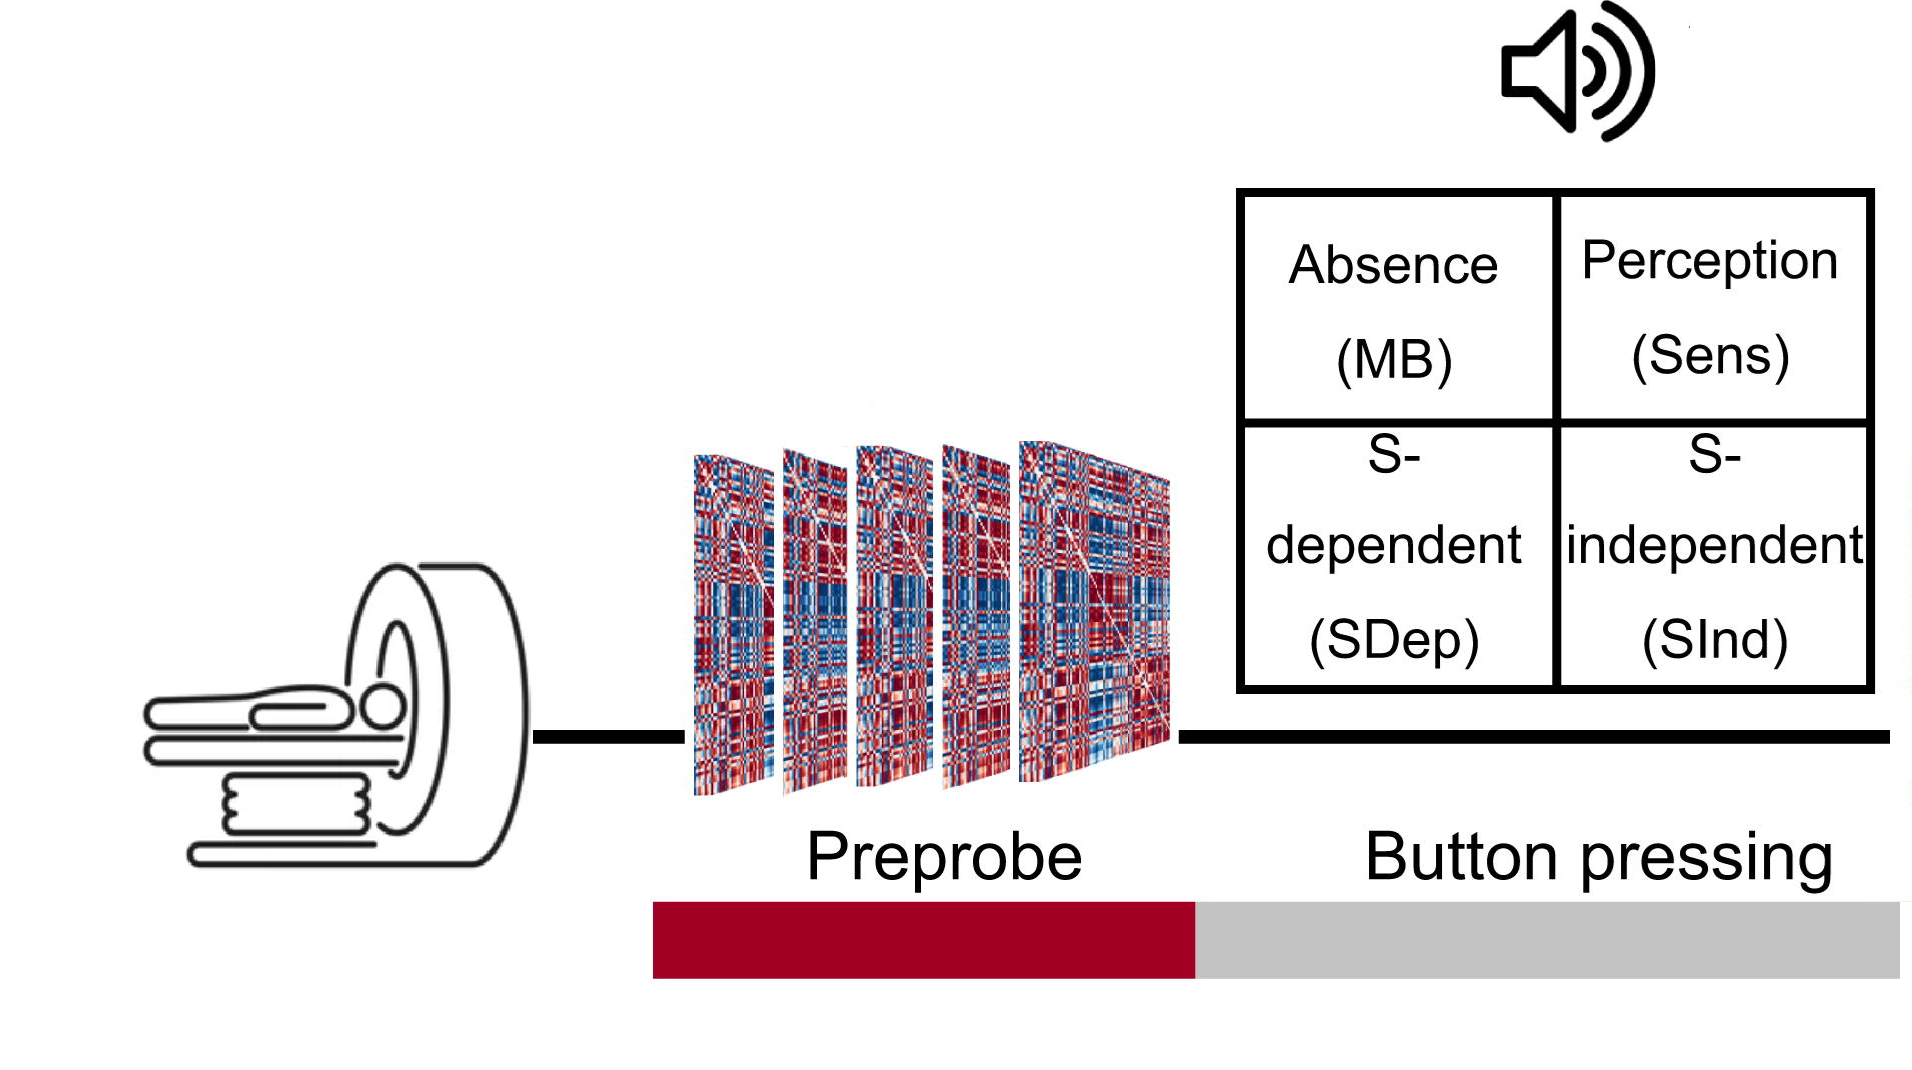 Absence
(MB)
Perception
(Sens)
S-
dependent
(SDep)
S-
independent
(SInd)
Preprobe
Button pressing